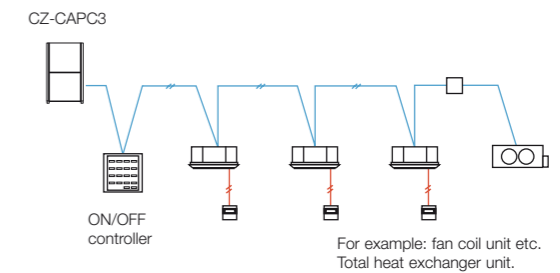 CZ-CAPC3
ON/OFF
controller
For example: fan coil unit etc.
Total heat exchanger unit.